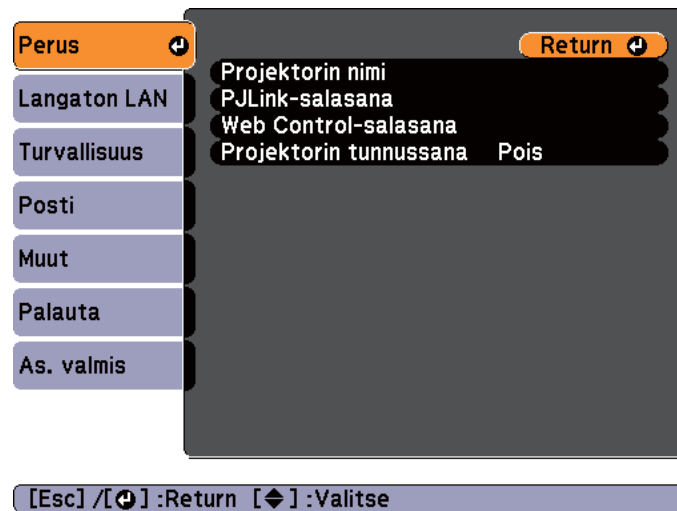 Perus
Langaton LAN
Turvallisuus
Posti
Muut
Palauta
As. valmis
Return
Projektorin nimi
PJLink-salasana
Web Control-salasana
Projektorin tunnussana Pois
[Esc] /[ ] :Return [ ] :Valitse